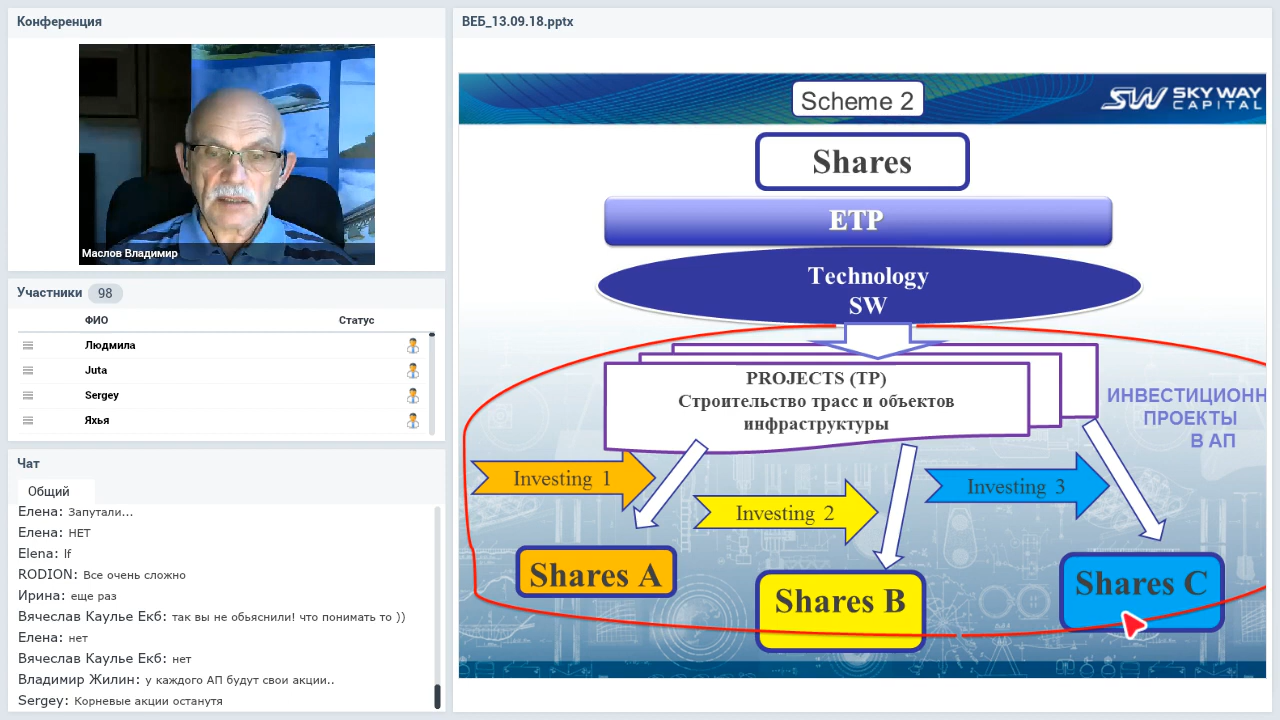 Конференция
Маслов Владимир
Участники 98
ФИО Статус
Людмила
Juta
Sergey
Яхья
Чат
Общий
Елена: Запутали...
Елена: НЕТ
Elena: lf
RODION: Все очень сложно
Ирина: еще раз
Вячеслав Каулье Екб: так вы не обьяснили! что понимать то ))
Елена: нет
Вячеслав Каулье Екб: нет
Владимир Жилин: у каждого АП будут свои акции..
Sergey: Корневые акции останутя
ВЕБ_13.09.18.pptx
Scheme 2
SW SKY WAY
CAPITAL
Shares
ETP
Technology
SW
PROJECTS (TP)
Строительство трасс и объектов
инфраструктуры
ИНВЕСТИЦИОНН
ПРОЕКТЫ
В АП
Investing 1
Investing 2
Investing 3
Shares A
Shares B
Shares C